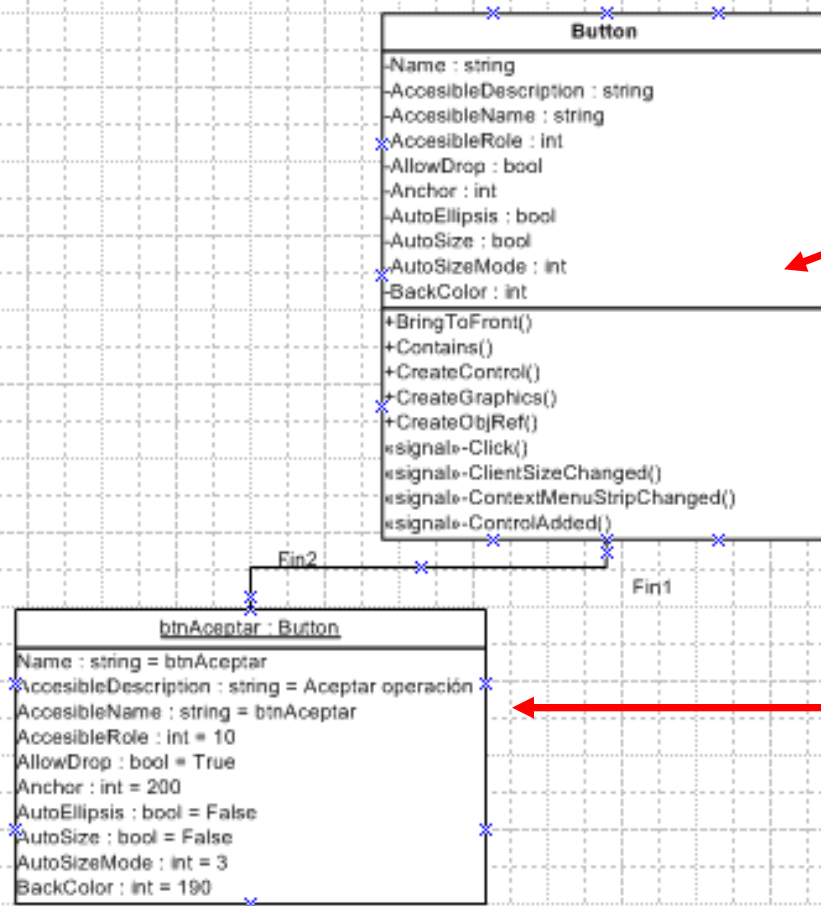 Button
-Name : string
-AccesibleDescription : string
-AccesibleName : string
-AccesibleRole : int
-AllowDrop : bool
-Anchor : int
-AutoEllipsis : bool
-AutoSize : bool
-AutoSizeMode : int
-BackColor : int
+BringToFront()
+Contains()
+CreateControl()
+CreateGraphics()
+CreateObjRef()
«signal»-Click()
«signal»-ClientSizeChanged()
«signal»-ContextMenuStripChanged()
«signal»-ControlAdded()
Fin2
Fin1
btnAceptar : Button
Name : string = btnAceptar
AccesibleDescription : string = Aceptar operación
AccesibleName : string = btnAceptar
AccesibleRole : int = 10
AllowDrop : bool = True
Anchor : int = 200
AutoEllipsis : bool = False
AutoSize : bool = False
AutoSizeMode : int = 3
BackColor : int = 190